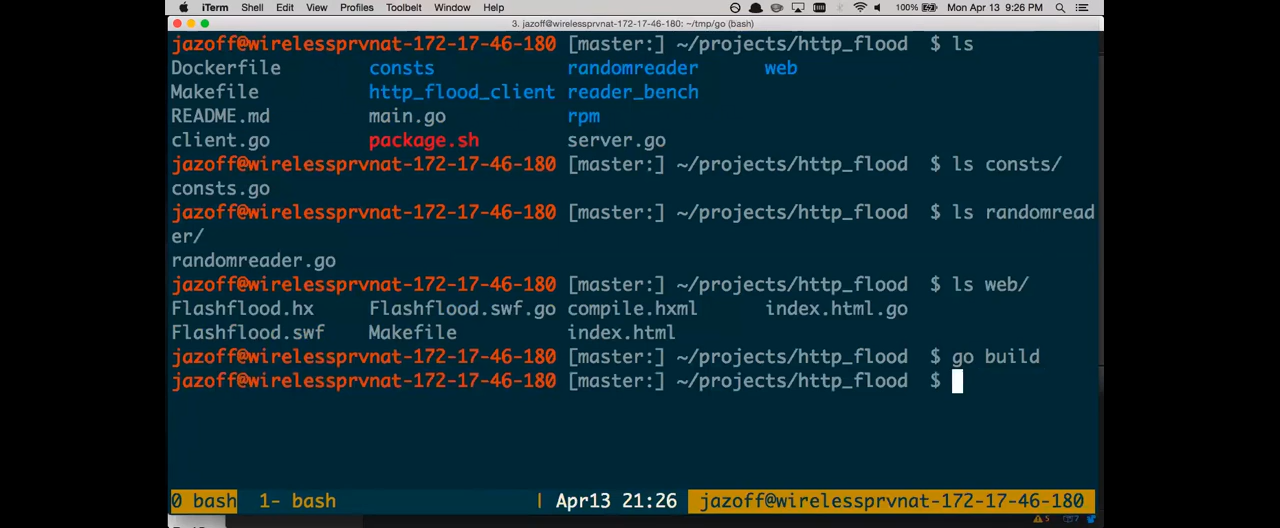 iTerm Shell Edit View Profiles Toolbelt Window Help 100% Mon Apr 13 9:26 PM
3. jazoff@wirelessprvnat-172-17-46-180: ~/tmp/go (bash)
jazoff@wirelessprvnat-172-17-46-180 [master:] ~/projects/http_flood $ ls
Dockerfile consts randomreader web
Makefile http_flood_client reader_bench
README.md main.go rpm
client.go package.sh server.go
jazoff@wirelessprvnat-172-17-46-180 [master:] ~/projects/http_flood $ ls consts/
consts.go
jazoff@wirelessprvnat-172-17-46-180 [master:] ~/projects/http_flood $ ls randomread
er/
randomreader.go
jazoff@wirelessprvnat-172-17-46-180 [master:] ~/projects/http_flood $ ls web/
Flashflood.hx Flashflood.swf.go compile.hxml index.html.go
Flashflood.swf Makefile index.html
jazoff@wirelessprvnat-172-17-46-180 [master:] ~/projects/http_flood $ go build
jazoff@wirelessprvnat-172-17-46-180 [master:] ~/projects/http_flood $
0 bash 1- bash | Apr13 21:26 jazoff@wirelessprvnat-172-17-46-180